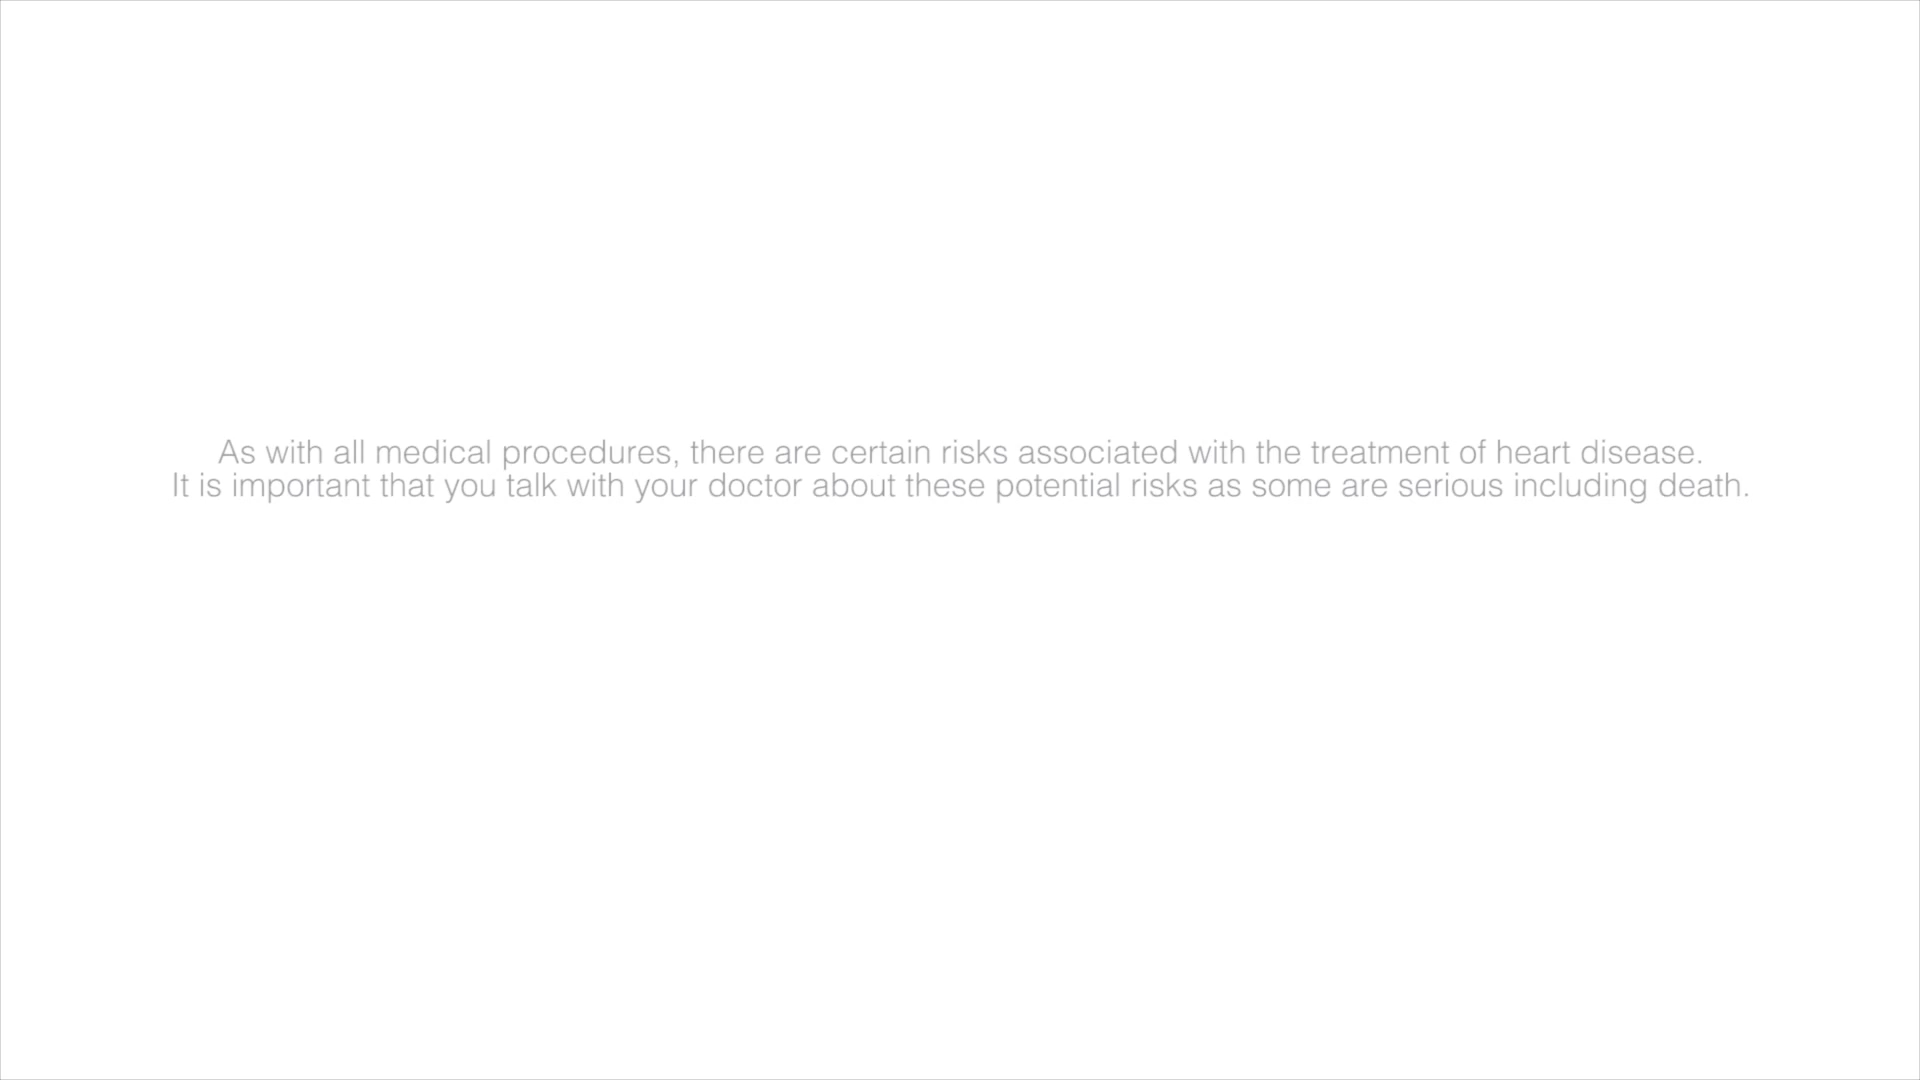 As with all medical procedures, there are certain risks associated with the treatment of heart disease.
It is important that you talk with your doctor about these potential risks as some are serious including death.